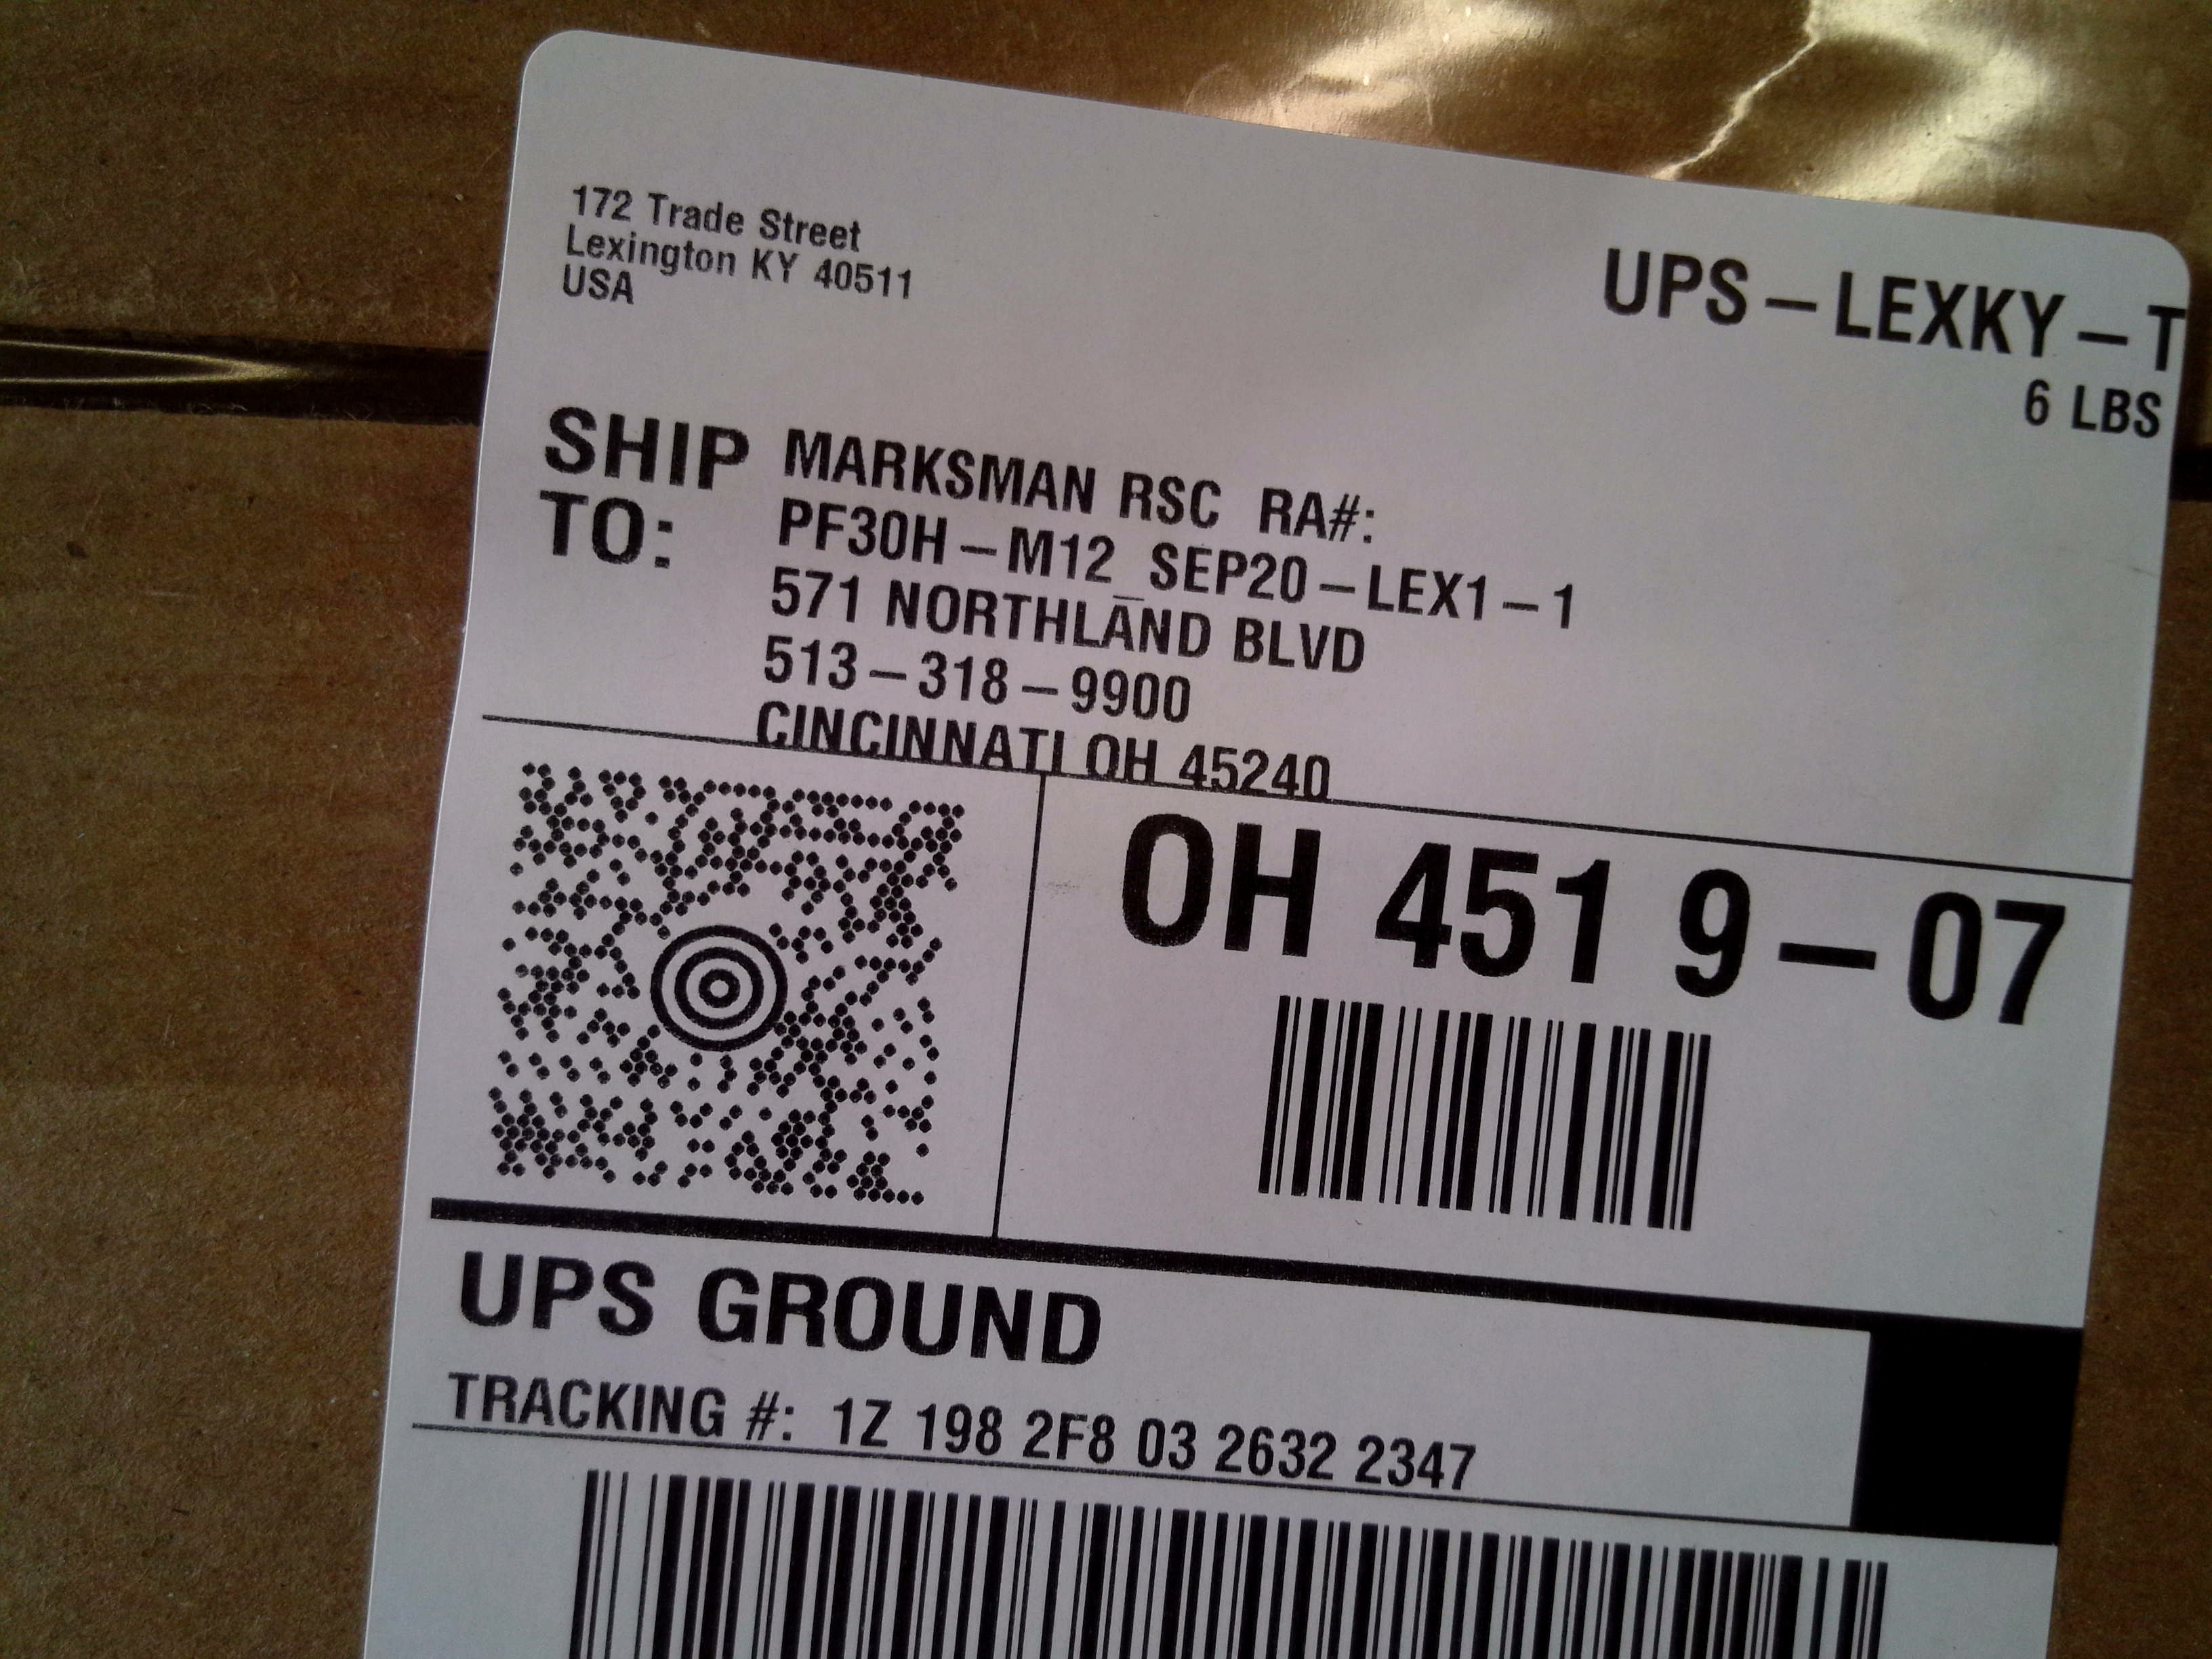 172 Trade Street
Lexington KY 40511
USA
UPS – LEXKY – T
6 LBS
SHIP TO:
MARKSMAN RSC RA#:
PF30H – M12_SEP20 – LEX1 – 1
571 NORTHLAND BLVD
513 – 318 – 9900
CINCINNATI OH 45240
OH 451 9 – 07
UPS GROUND
TRACKING #: 1Z 198 2F8 03 2632 2347